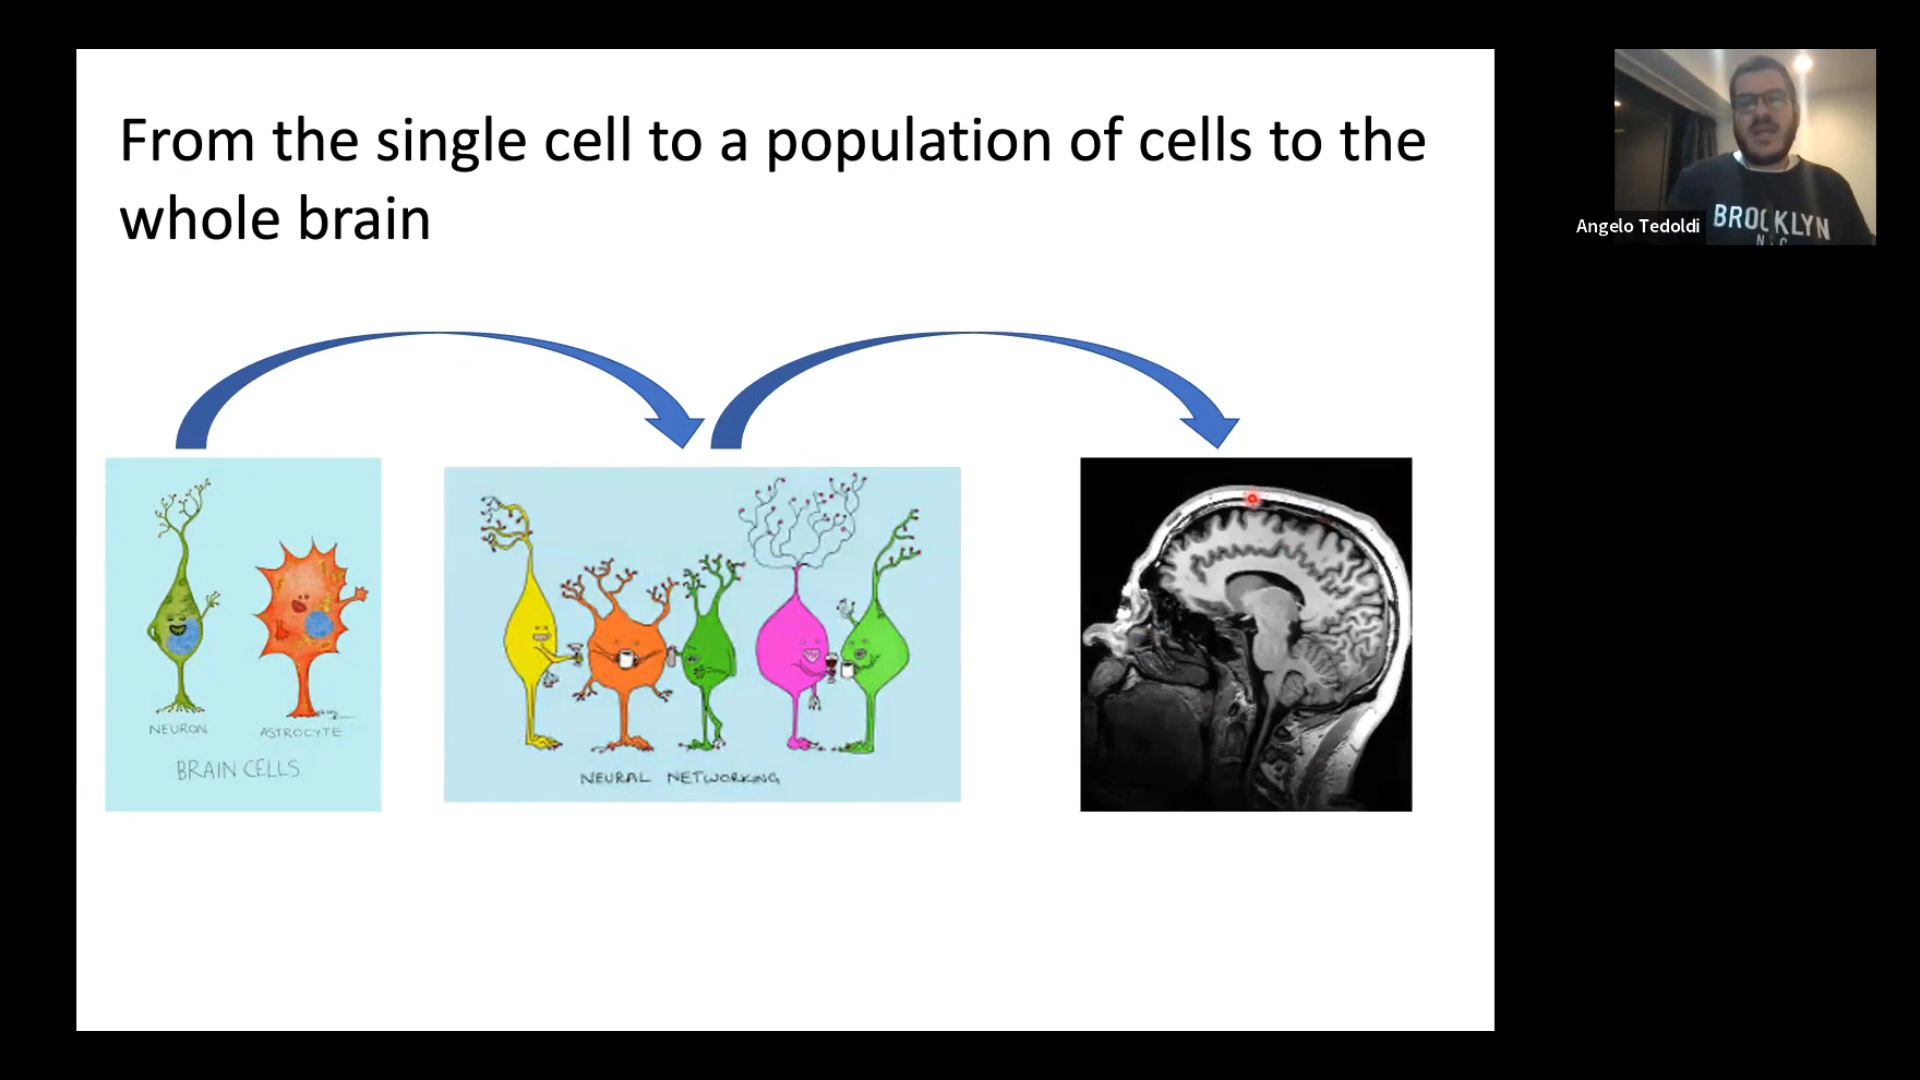 From the single cell to a population of cells to the
whole brain
Angelo Tedoldi
BROOKLYN
NEURON
ASTROCYTE
BRAIN CELLS
NEURAL NETWORKING